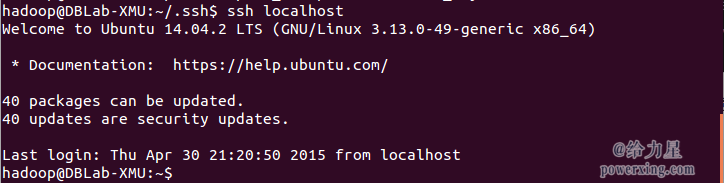 hadoop@DBLab-XMU:~/.ssh$ ssh localhost
Welcome to Ubuntu 14.04.2 LTS (GNU/Linux 3.13.0-49-generic x86_64)
* Documentation:  https://help.ubuntu.com/
40 packages can be updated.
40 updates are security updates.
Last login: Thu Apr 30 21:20:50 2015 from localhost
hadoop@DBLab-XMU:~$
@给力星
powerxing.com